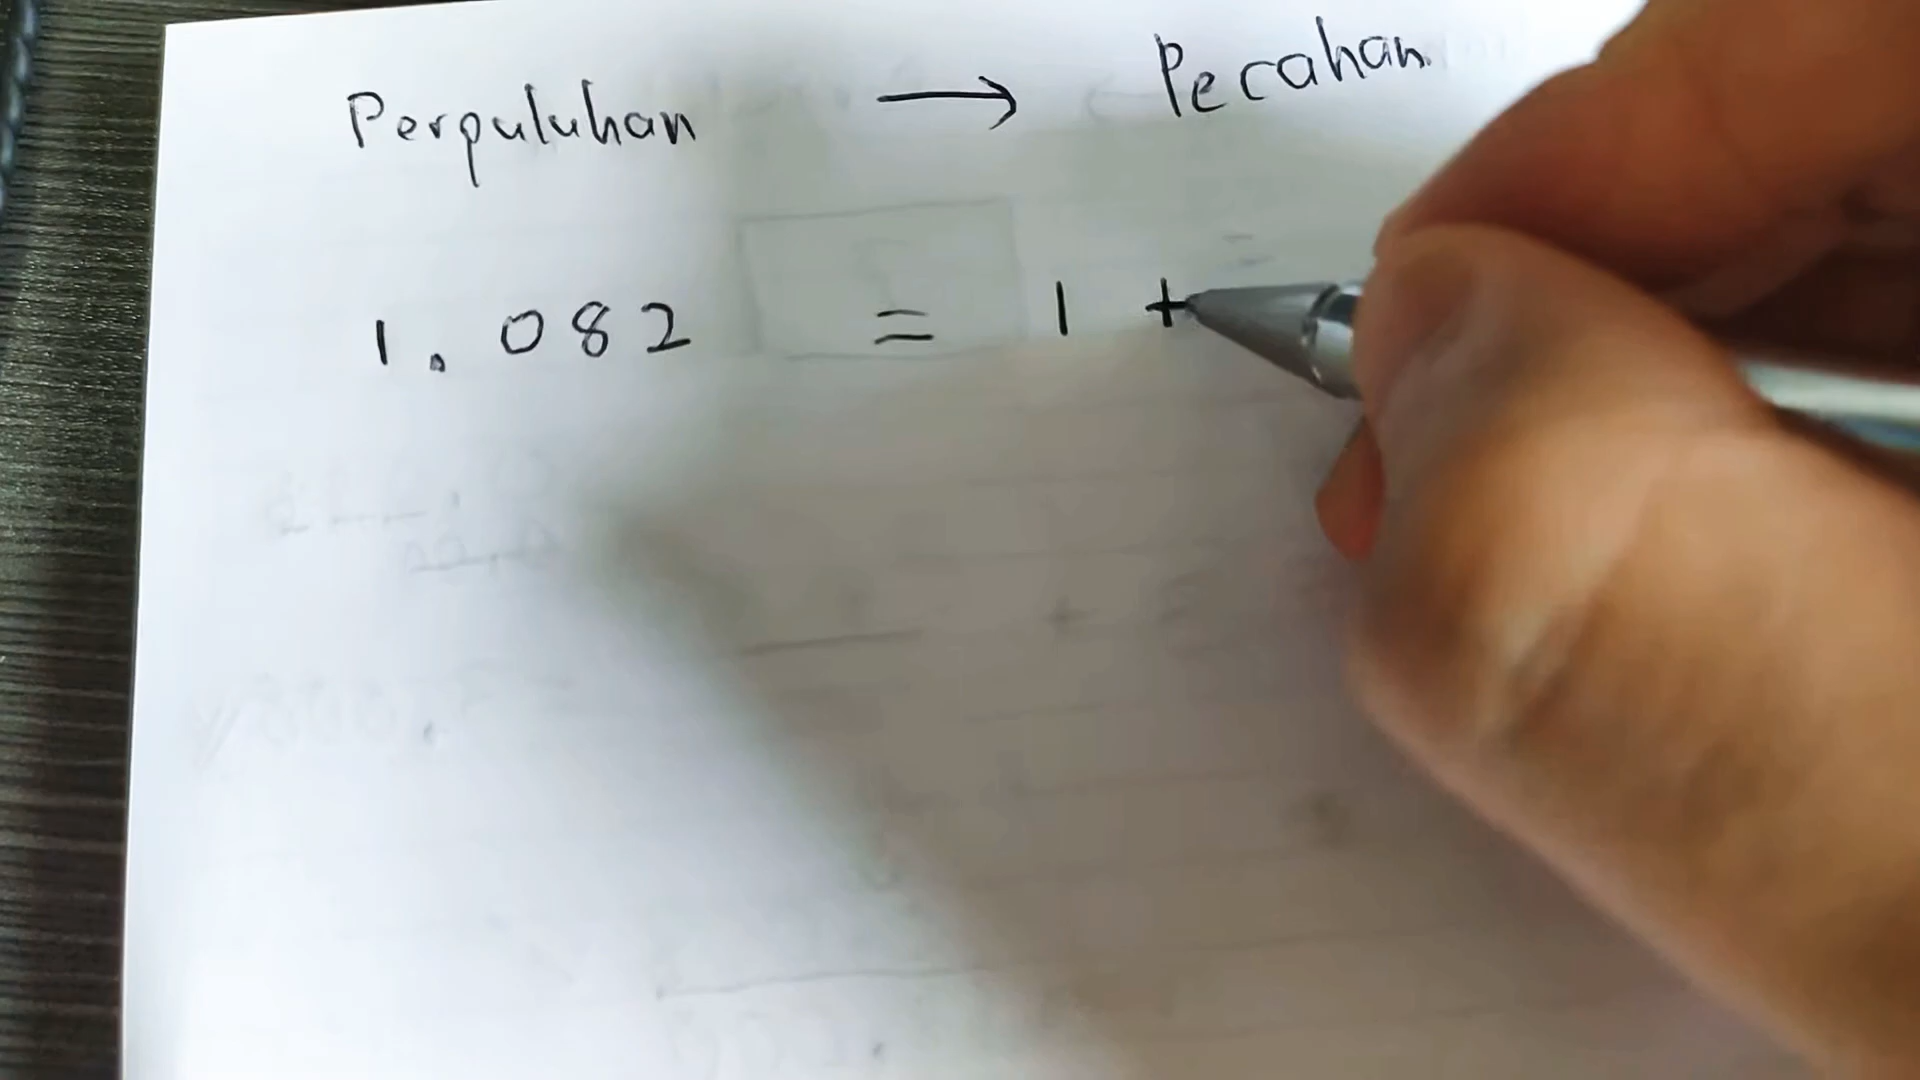 Perpuluhan → Pecahan
1.082 = 1 +